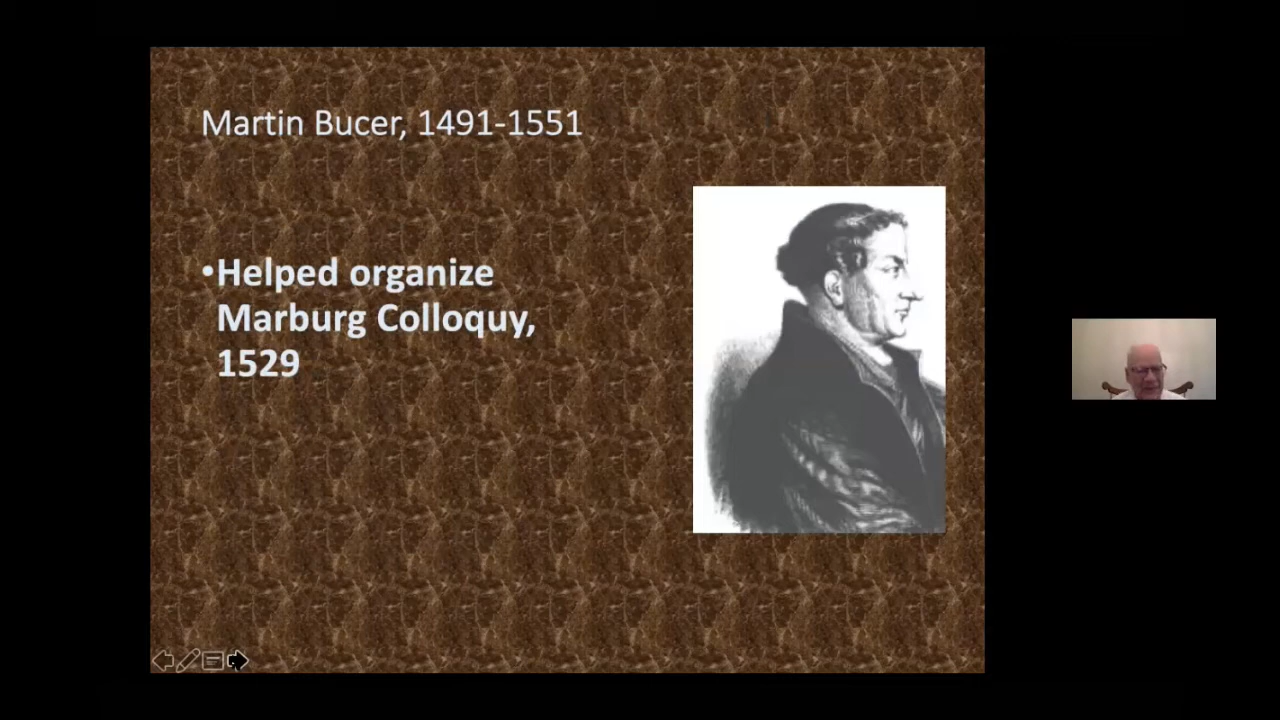 Martin Bucer, 1491-1551
•Helped organize
Marburg Colloquy,
1529